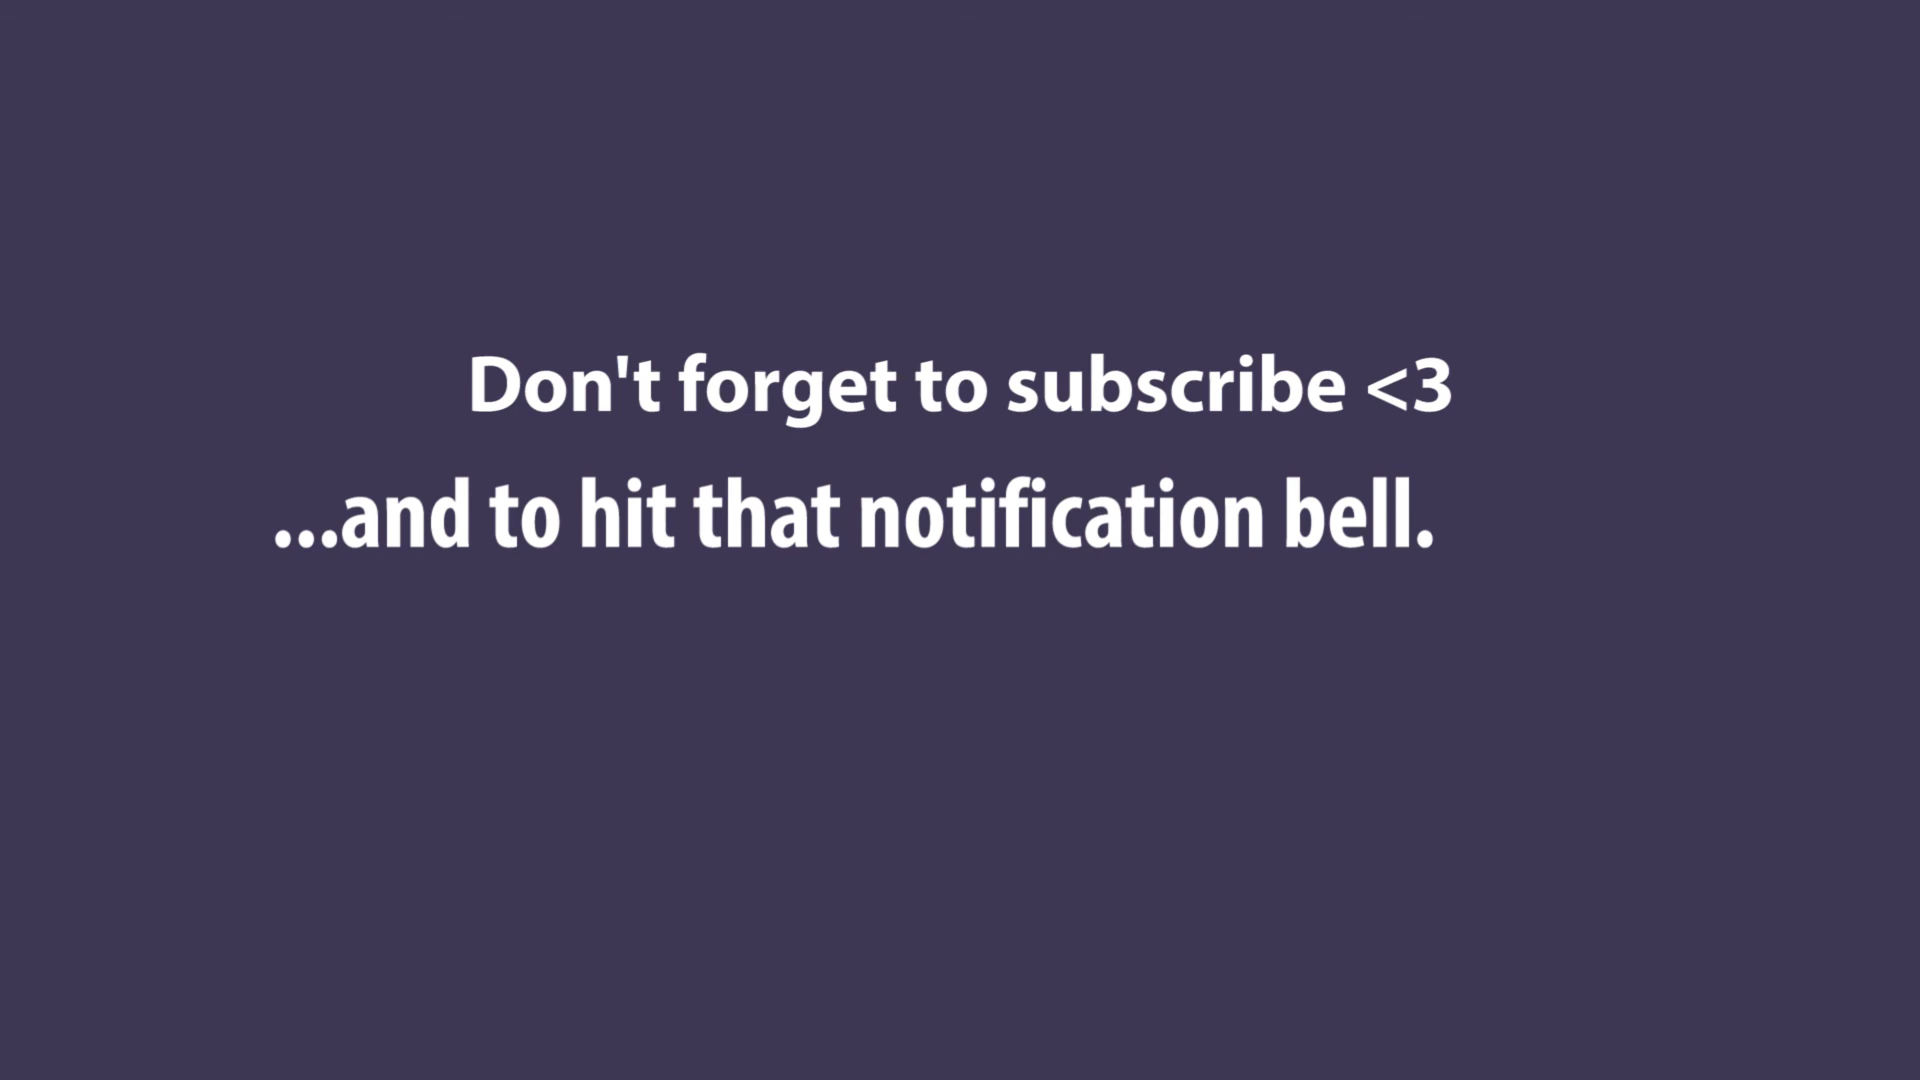 Don't forget to subscribe <3
...and to hit that notification bell.